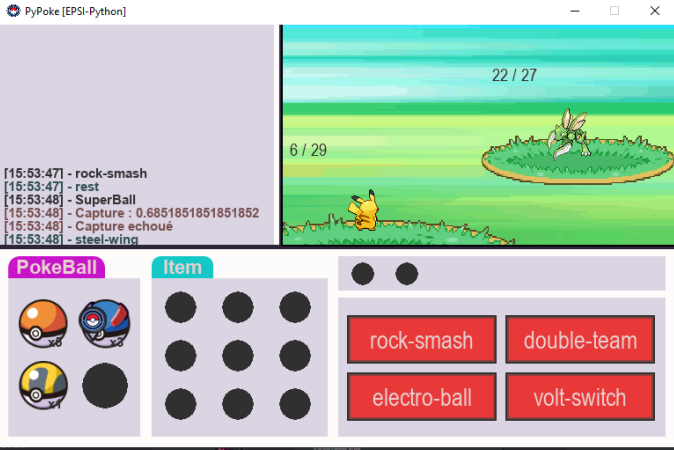 PyPoke [EPSI-Python]
[15:53:47] - rock-smash
[15:53:47] - rest
[15:53:48] - SuperBall
[15:53:48] - Capture : 0.6851851851851852
[15:53:48] - Capture echoué
[15:53:48] - steel-wing
22 / 27
6 / 29
PokeBall
Item
x3
rock-smash
double-team
electro-ball
volt-switch